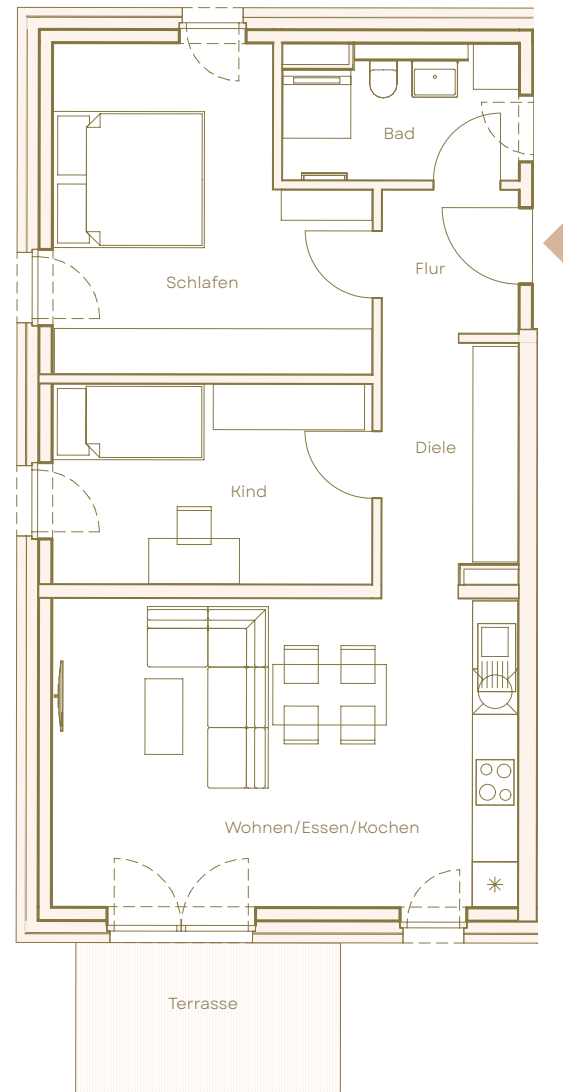 Bad
Schlafen
Flur
Diele
Kind
Wohnen/Essen/Kochen
Terrasse